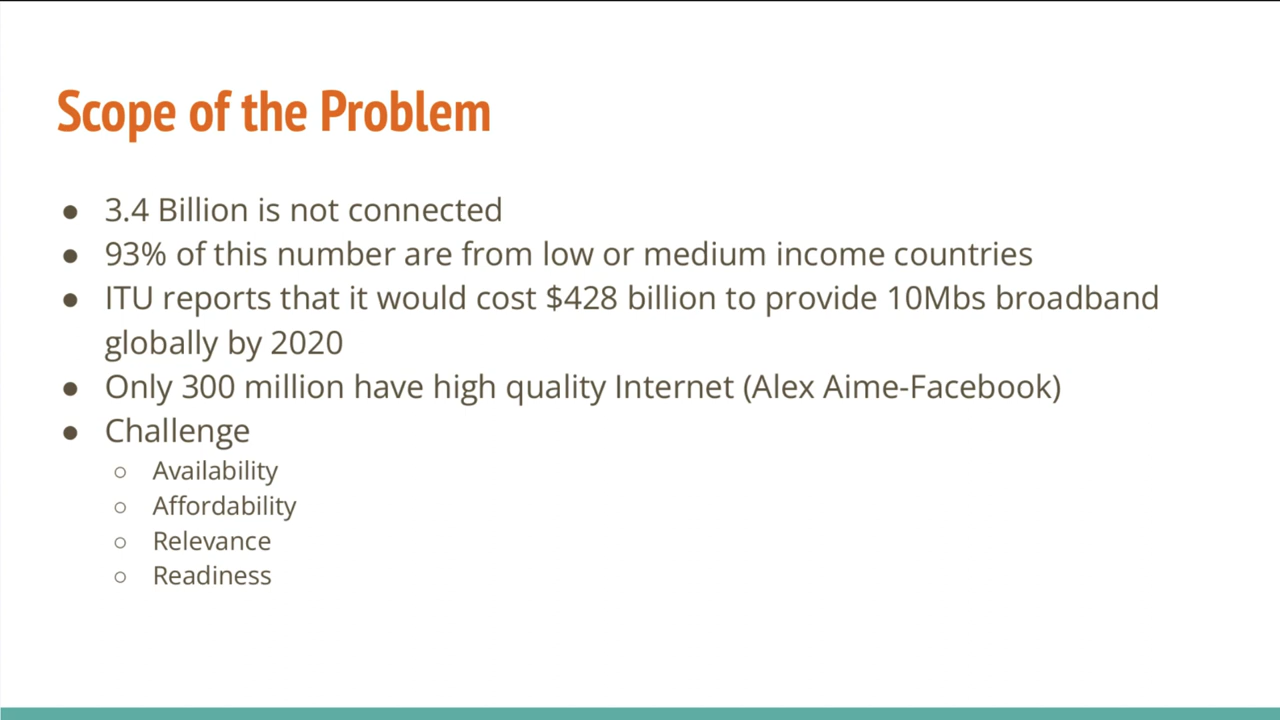 Scope of the Problem
● 3.4 Billion is not connected
● 93% of this number are from low or medium income countries
● ITU reports that it would cost $428 billion to provide 10Mbs broadband
globally by 2020
● Only 300 million have high quality Internet (Alex Aime-Facebook)
● Challenge
○ Availability
○ Affordability
○ Relevance
○ Readiness